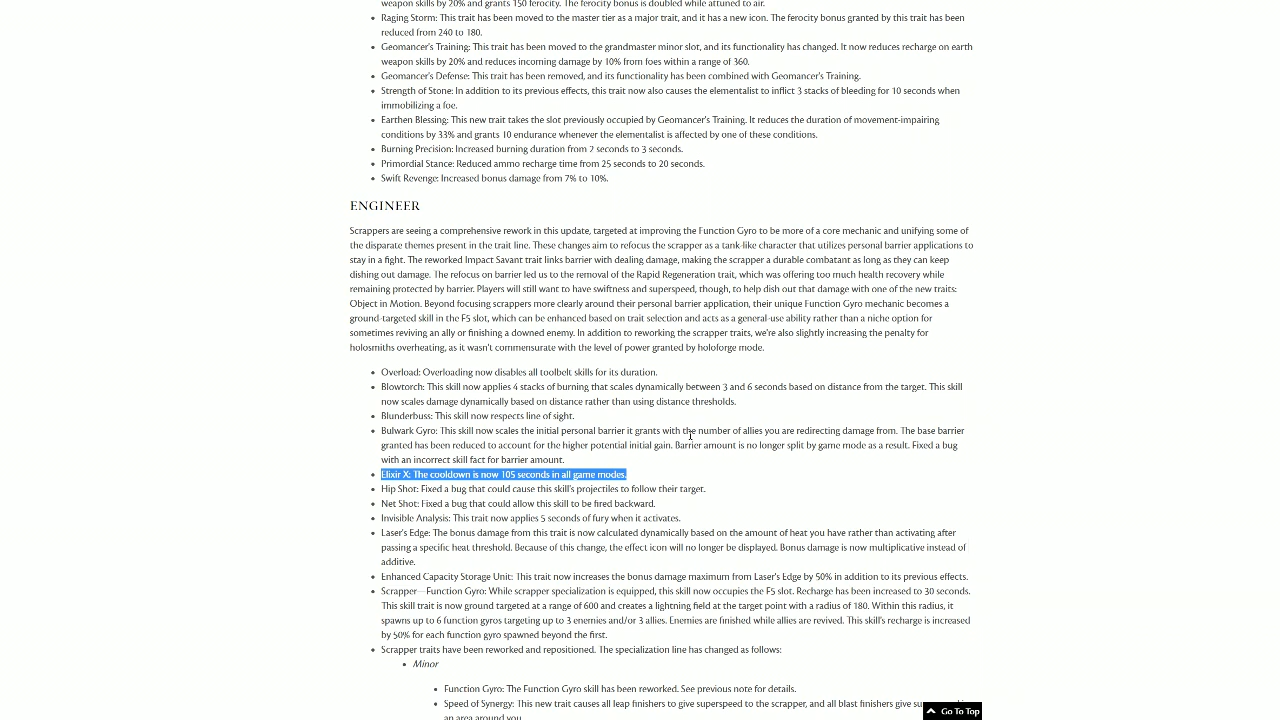 weapon skills by 20% and grants 150 ferocity. The ferocity bonus is doubled while attuned to air.
• Raging Storm: This trait has been moved to the master tier as a major trait, and it has a new icon. The ferocity bonus granted by this trait has been
reduced from 240 to 180.
• Geomancer's Training: This trait has been moved to the grandmaster minor slot, and its functionality has changed. It now reduces recharge on earth
weapon skills by 20% and reduces incoming damage by 10% from foes within a range of 360.
• Geomancer's Defense: This trait has been removed, and its functionality has been combined with Geomancer's Training.
• Strength of Stone: In addition to its previous effects, this trait now also causes the elementalist to inflict 3 stacks of bleeding for 10 seconds when
immobilizing a foe.
• Earthen Blessing: This new trait takes the slot previously occupied by Geomancer's Training. It reduces the duration of movement-impairing
conditions by 33% and grants 10 endurance whenever the elementalist is affected by one of these conditions.
• Burning Precision: Increased burning duration from 2 seconds to 3 seconds.
• Primordial Stance: Reduced ammo recharge time from 25 seconds to 20 seconds.
• Swift Revenge: Increased bonus damage from 7% to 10%.
ENGINEER
Scrappers are seeing a comprehensive rework in this update, targeted at improving the Function Gyro to be more of a core mechanic and unifying some of
the disparate themes present in the trait line. These changes aim to refocus the scrapper as a tank-like character that utilizes personal barrier applications to
stay in a fight. The reworked Impact Savant trait links barrier with dealing damage, making the scrapper a durable combatant as long as they can keep
dishing out damage. The refocus on barrier led us to the removal of the Rapid Regeneration trait, which was offering too much health recovery while
remaining protected by barrier. Players will still want to have swiftness and superspeed, though, to help dish out that damage with one of the new traits:
Object in Motion. Beyond focusing scrappers more clearly around their personal barrier application, their unique Function Gyro mechanic becomes a
ground-targeted skill in the F5 slot, which can be enhanced based on trait selection and acts as a general-use ability rather than a niche option for
sometimes reviving an ally or finishing a downed enemy. In addition to reworking the scrapper traits, we're also slightly increasing the penalty for
holosmiths overheating, as it wasn't commensurate with the level of power granted by holoforge mode.
• Overload: Overloading now disables all toolbelt skills for its duration.
• Blowtorch: This skill now applies 4 stacks of burning that scales dynamically between 3 and 6 seconds based on distance from the target. This skill
now scales damage dynamically based on distance rather than using distance thresholds.
• Blunderbuss: This skill now respects line of sight.
• Bulwark Gyro: This skill now scales the initial personal barrier it grants with the number of allies you are redirecting damage from. The base barrier
granted has been reduced to account for the higher potential initial gain. Barrier amount is no longer split by game mode as a result. Fixed a bug
with an incorrect skill fact for barrier amount.
• Elixir X: The cooldown is now 105 seconds in all game modes.
• Hip Shot: Fixed a bug that could cause this skill's projectiles to follow their target.
• Net Shot: Fixed a bug that could allow this skill to be fired backward.
• Invisible Analysis: This trait now applies 5 seconds of fury when it activates.
• Laser's Edge: The bonus damage from this trait is now calculated dynamically based on the amount of heat you have rather than activating after
passing a specific heat threshold. Because of this change, the effect icon will no longer be displayed. Bonus damage is now multiplicative instead of
additive.
• Enhanced Capacity Storage Unit: This trait now increases the bonus damage maximum from Laser's Edge by 50% in addition to its previous effects.
• Scrapper—Function Gyro: While scrapper specialization is equipped, this skill now occupies the F5 slot. Recharge has been increased to 30 seconds.
This skill trait is now ground targeted at a range of 600 and creates a lightning field at the target point with a radius of 180. Within this radius, it
spawns up to 6 function gyros targeting up to 3 enemies and/or 3 allies. Enemies are finished while allies are revived. This skill's recharge is increased
by 50% for each function gyro spawned beyond the first.
• Scrapper traits have been reworked and repositioned. The specialization line has changed as follows:
• Minor
• Function Gyro: The Function Gyro skill has been reworked. See previous note for details.
• Speed of Synergy: This new trait causes all leap finishers to give superspeed to the scrapper, and all blast finishers give
an area around you.
Go To Top